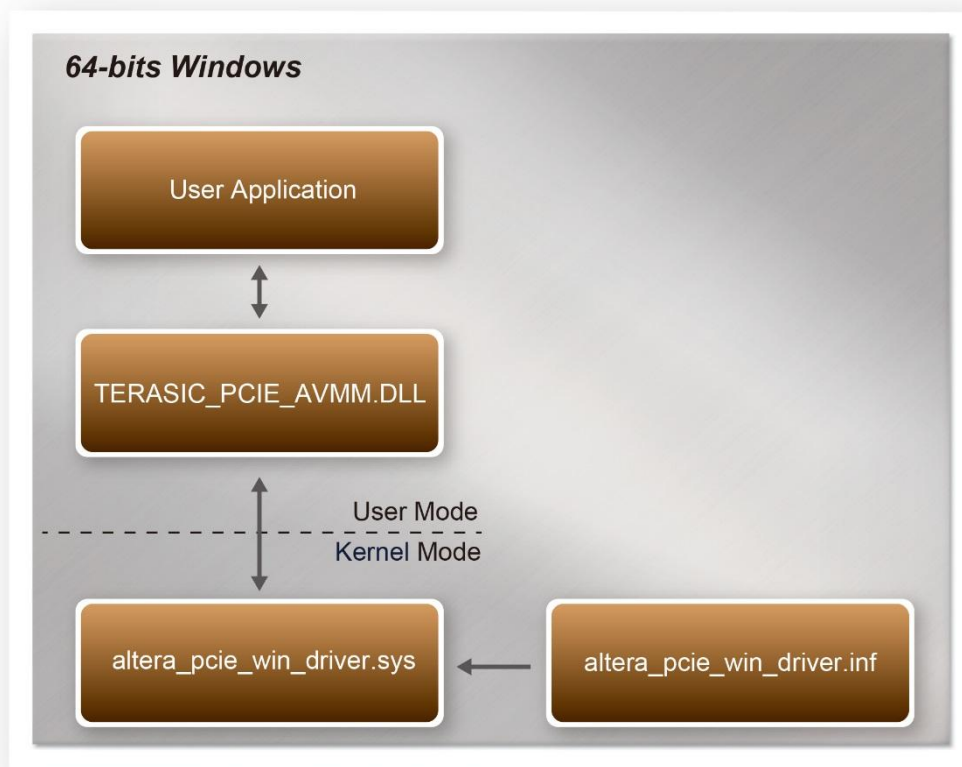 64-bits Windows
User Application
TERASIC_PCIE_AVMM.DLL
User Mode
Kernel Mode
altera_pcie_win_driver.sys
altera_pcie_win_driver.inf